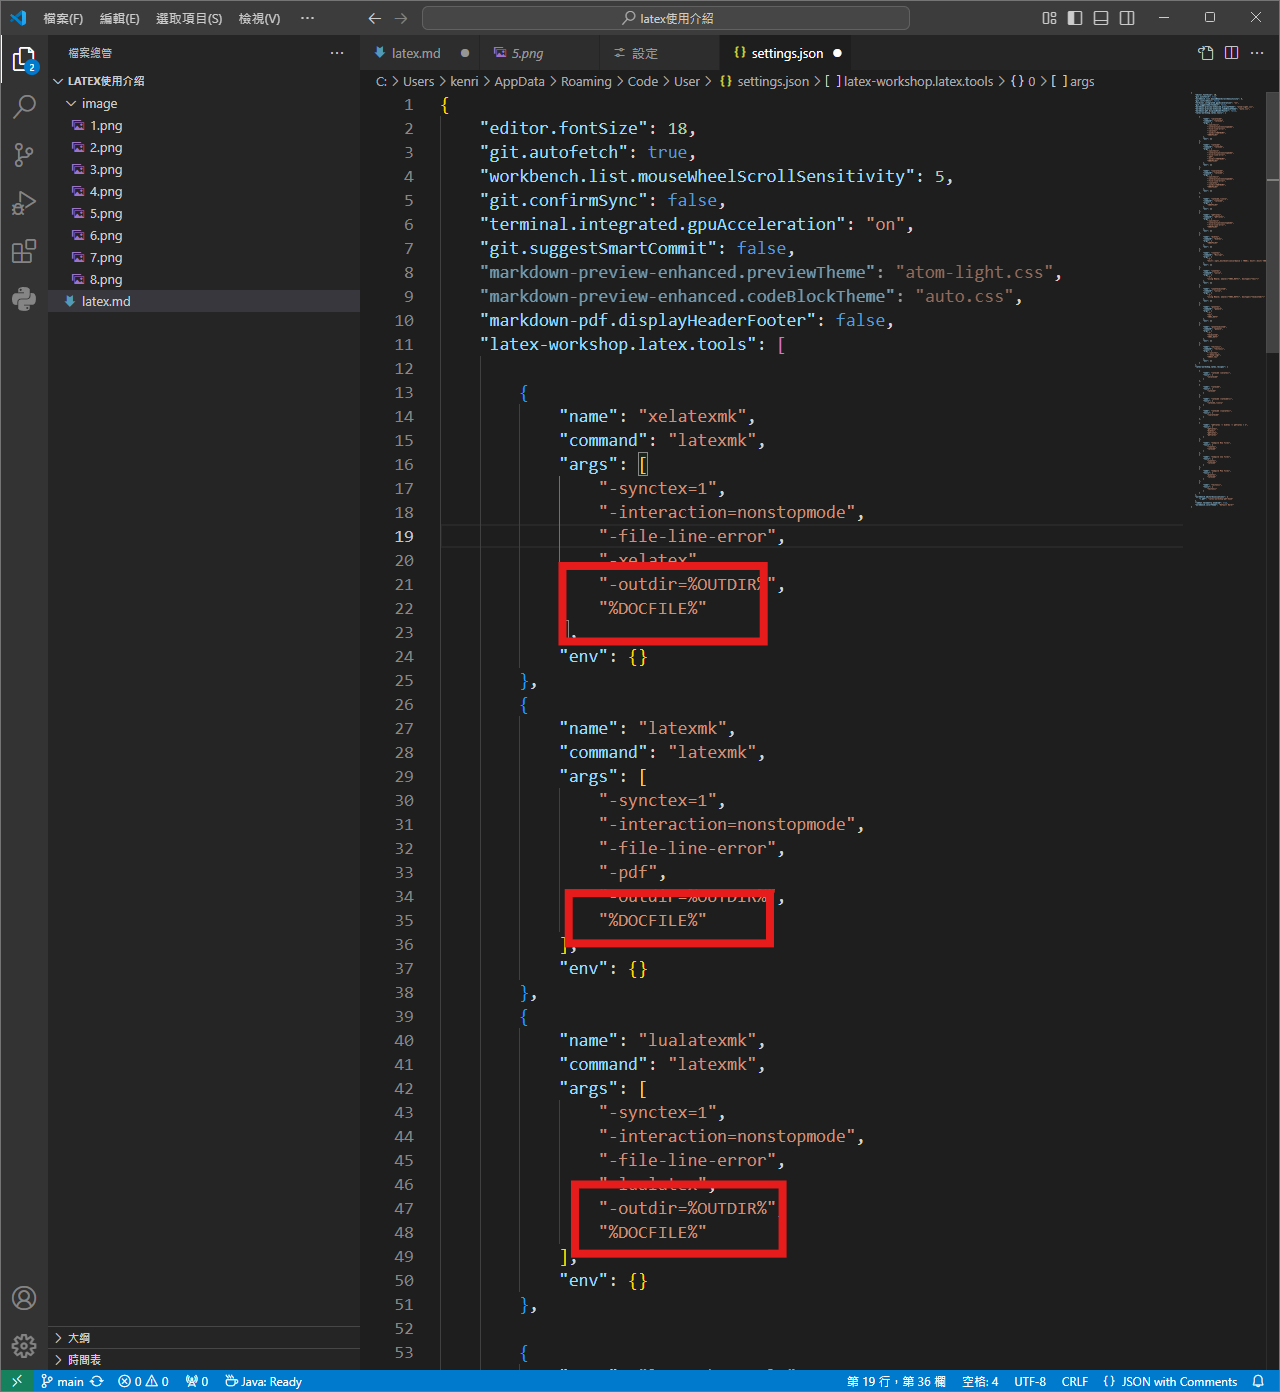 檔案(F) 編輯(E) 選取項目(S) 檢視(V) ··· latex使用介紹
檔案總管 ···
LATEX使用介紹
image
1.png
2.png
3.png
4.png
5.png
6.png
7.png
8.png
latex.md
大綱
時間表
latex.md 5.png 設定 {} settings.json
C: > Users > kenri > AppData > Roaming > Code > User > {} settings.json > [ ] latex-workshop.latex.tools > {} 0 > [ ] args
1 {
2 "editor.fontSize": 18,
3 "git.autofetch": true,
4 "workbench.list.mouseWheelScrollSensitivity": 5,
5 "git.confirmSync": false,
6 "terminal.integrated.gpuAcceleration": "on",
7 "git.suggestSmartCommit": false,
8 "markdown-preview-enhanced.previewTheme": "atom-light.css",
9 "markdown-preview-enhanced.codeBlockTheme": "auto.css",
10 "markdown-pdf.displayHeaderFooter": false,
11 "latex-workshop.latex.tools": [
12
13 {
14 "name": "xelatexmk",
15 "command": "latexmk",
16 "args": [
17 "-synctex=1",
18 "-interaction=nonstopmode",
19 "-file-line-error",
20 "-xelatex"
21 "-outdir=%OUTDIR%",
22 "%DOCFILE%"
23 ],
24 "env": {}
25 },
26 {
27 "name": "latexmk",
28 "command": "latexmk",
29 "args": [
30 "-synctex=1",
31 "-interaction=nonstopmode",
32 "-file-line-error",
33 "-pdf",
34 "-outdir=%OUTDIR%",
35 "%DOCFILE%"
36 ],
37 "env": {}
38 },
39 {
40 "name": "lualatexmk",
41 "command": "latexmk",
42 "args": [
43 "-synctex=1",
44 "-interaction=nonstopmode",
45 "-file-line-error",
46 "-lualatex",
47 "-outdir=%OUTDIR%"
48 "%DOCFILE%"
49 ],
50 "env": {}
51 },
52
53 {
2 main 0 0 0 Java: Ready 第 19 行，第 36 欄 空格: 4 UTF-8 CRLF {} JSON with Comments